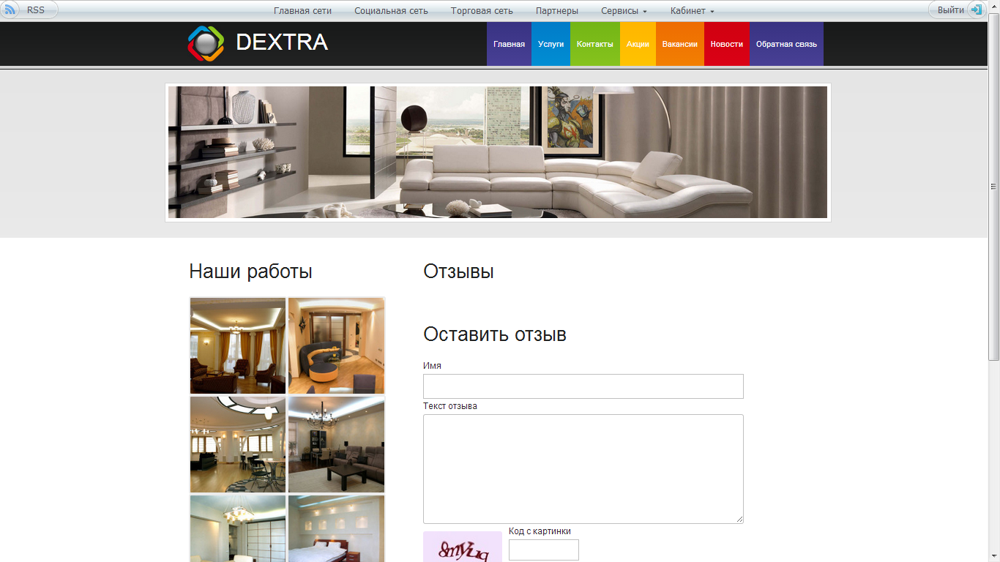 RSS
Главная сети
Социальная сеть
Торговая сеть
Партнеры
Сервисы
Кабинет
Выйти
DEXTRA
Главная
Услуги
Контакты
Акции
Вакансии
Новости
Обратная связь
Наши работы
Отзывы
Оставить отзыв
Имя
Текст отзыва
Код с картинки